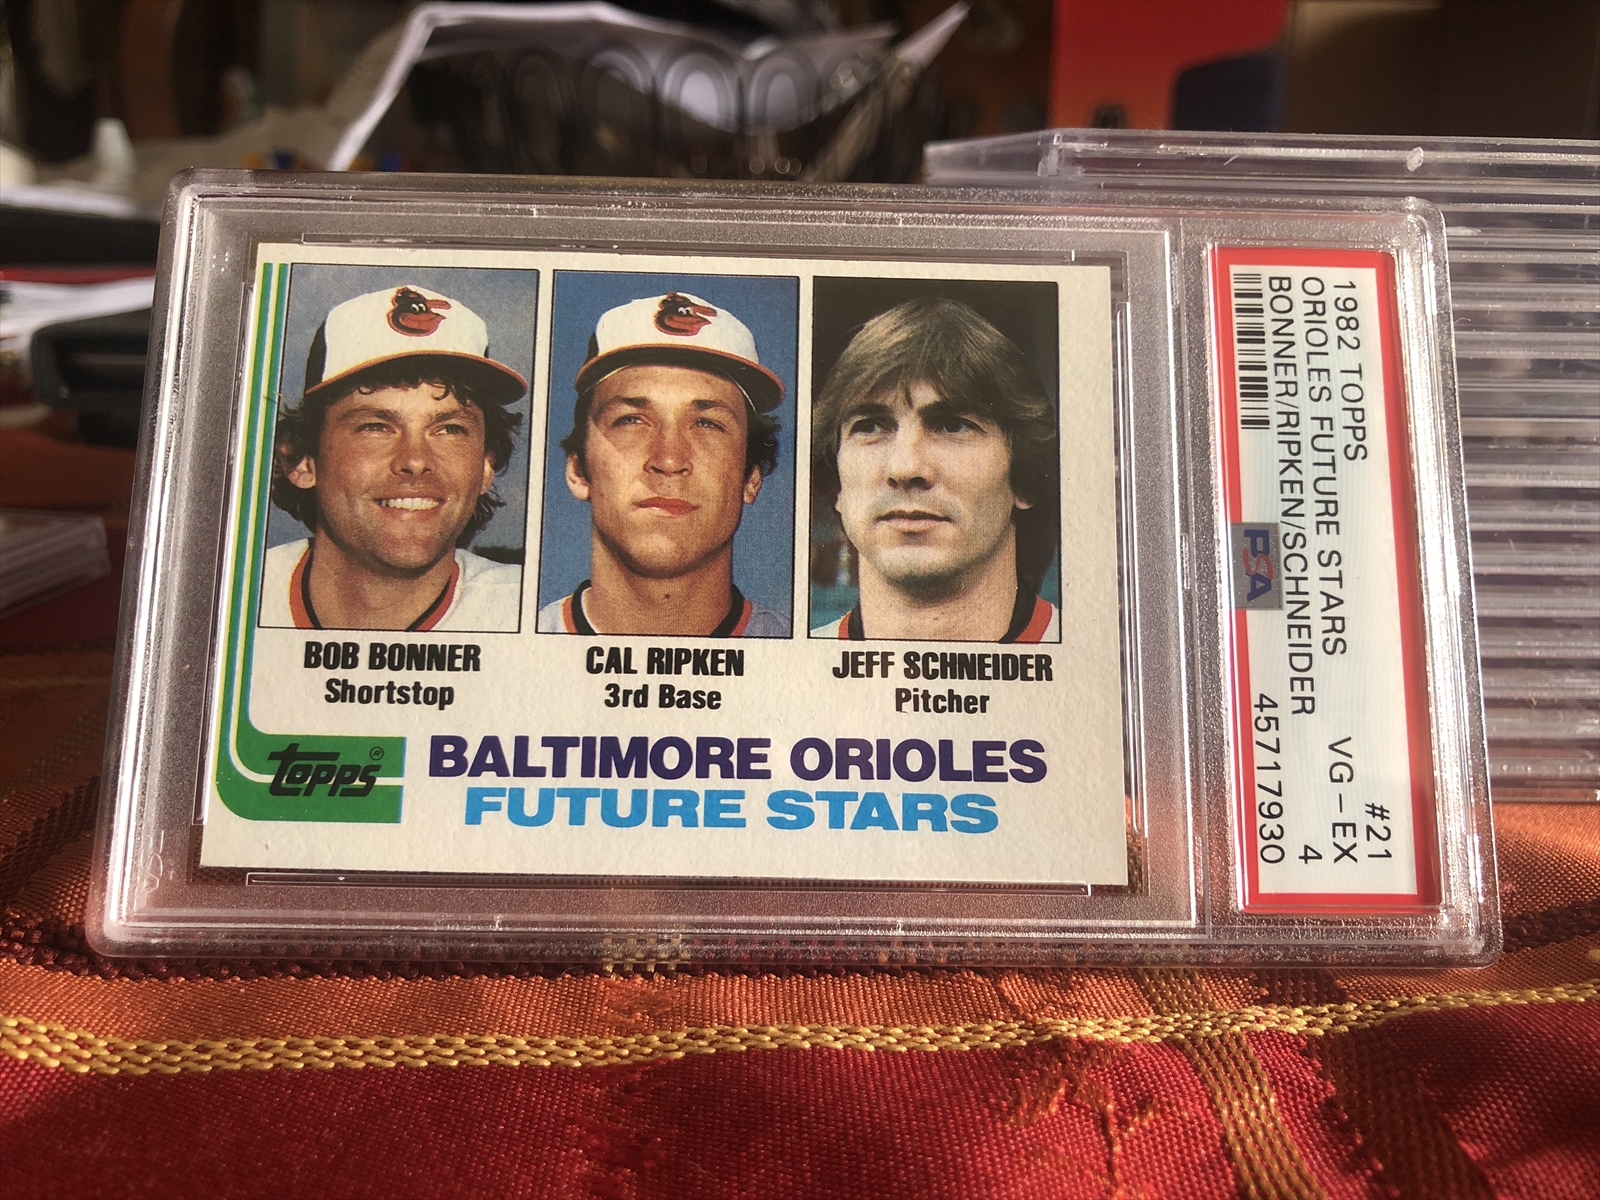 BOB BONNER
Shortstop
CAL RIPKEN
3rd Base
JEFF SCHNEIDER
Pitcher
topps®
BALTIMORE ORIOLES
FUTURE STARS
1982 TOPPS #21
ORIOLES FUTURE STARS VG-EX
BONNER/RIPKEN/SCHNEIDER 4
45717930
PSA